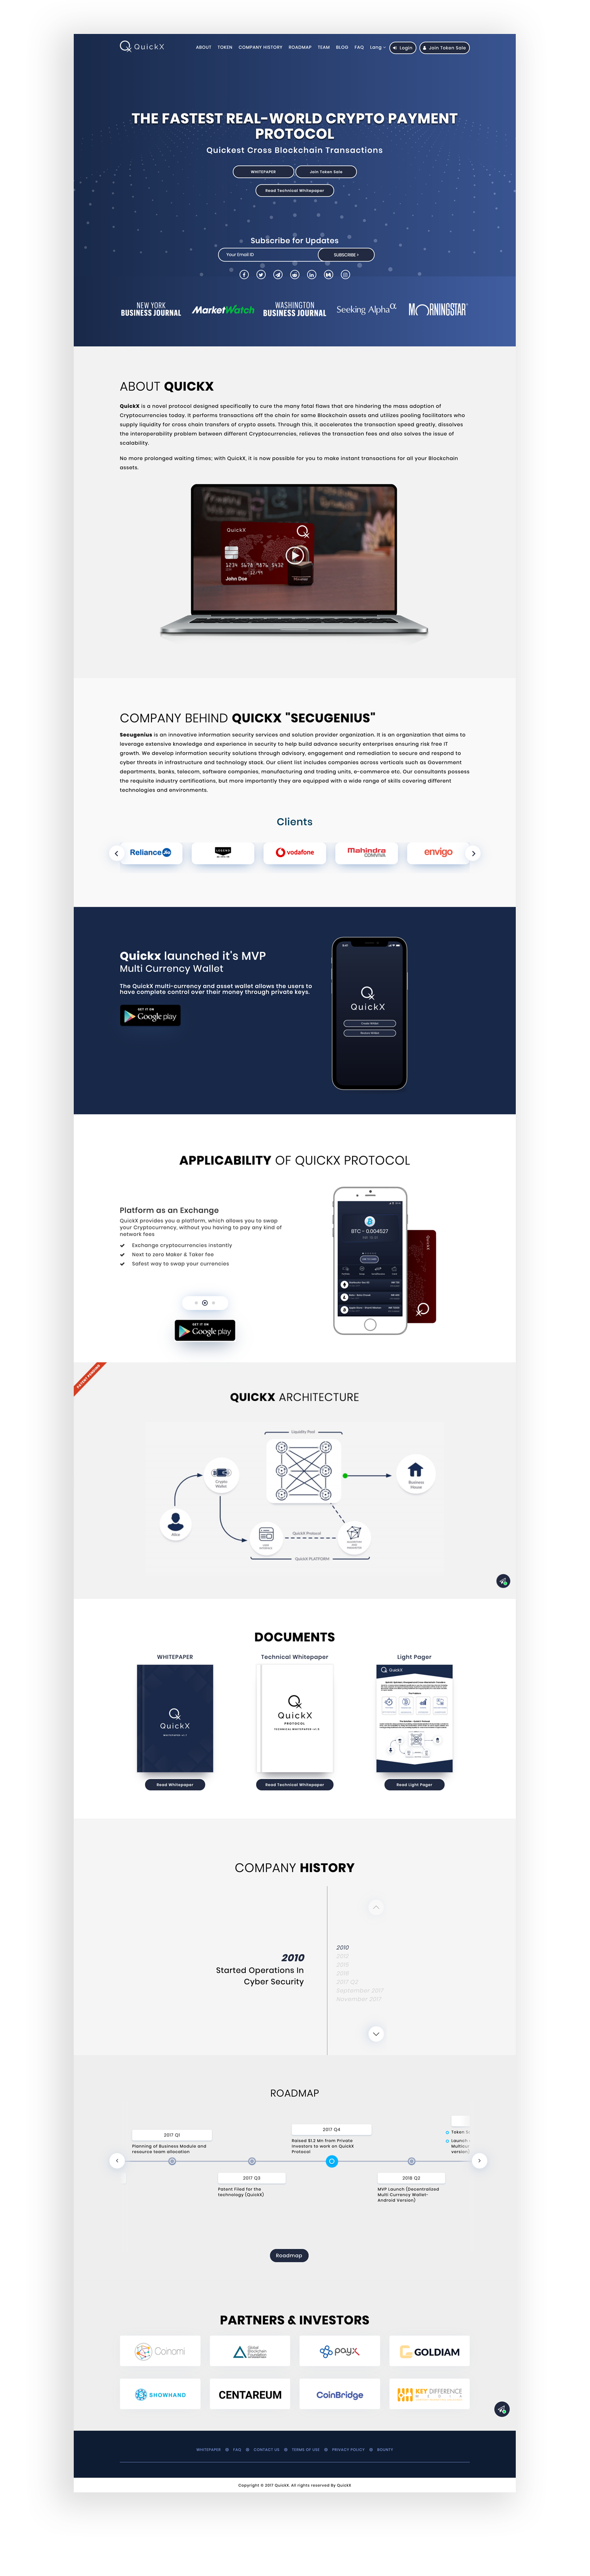 QuickX
ABOUT TOKEN COMPANY HISTORY ROADMAP TEAM BLOG FAQ Lang Login Join Token Sale
THE FASTEST REAL-WORLD CRYPTO PAYMENT
PROTOCOL
Quickest Cross Blockchain Transactions
WHITEPAPER Join Token Sale
Read Technical Whitepaper
Subscribe for Updates
Your Email ID SUBSCRIBE >
NEW YORK BUSINESS JOURNAL MarketWatch WASHINGTON BUSINESS JOURNAL Seeking Alphaα MORNINGSTAR
ABOUT QUICKX
QuickX is a novel protocol designed specifically to cure the many fatal flaws that are hindering the mass adoption of
Cryptocurrencies today. It performs transactions off the chain for same Blockchain assets and utilizes pooling facilitators who
supply liquidity for cross chain transfers of crypto assets. Through this, it accelerates the transaction speed greatly, dissolves
the interoperability problem between different Cryptocurrencies, relieves the transaction fees and also solves the issue of
scalability.
No more prolonged waiting times; with QuickX, it is now possible for you to make instant transactions for all your Blockchain
assets.
QuickX
1234 5678 9876 5432
12/99
John Doe
COMPANY BEHIND QUICKX "SECUGENIUS"
Secugenius is an innovative information security services and solution provider organization. It is an organization that aims to
leverage extensive knowledge and experience in security to help build advance security enterprises ensuring risk free IT
growth. We develop information security solutions through advisory, engagement and remediation to secure and respond to
cyber threats in infrastructure and technology stack. Our client list includes companies across verticals such as Government
departments, banks, telecom, software companies, manufacturing and trading units, e-commerce etc. Our consultants possess
the requisite industry certifications, but more importantly they are equipped with a wide range of skills covering different
technologies and environments.
Clients
Reliance Jio vodafone Mahindra COMVIVA envigo
Quickx launched it's MVP
Multi Currency Wallet
The QuickX multi-currency and asset wallet allows the users to
have complete control over their money through private keys.
GET IT ON
Google play
QuickX
Create Wallet
Restore Wallet
APPLICABILITY OF QUICKX PROTOCOL
Platform as an Exchange
QuickX provides you a platform, which allows you to swap
your Cryptocurrency, without you having to pay any kind of
network fees
Exchange cryptocurrencies instantly
Next to zero Maker & Taker fee
Safest way to swap your currencies
GET IT ON
Google play
BTC - 0.004527
QuickX
QUICKX ARCHITECTURE
Liquidity Pool
Crypto
Wallet
Business
House
Alice
QuickX Protocol
QuickX PLATFORM
DOCUMENTS
WHITEPAPER Technical Whitepaper Light Pager
QuickX
WHITEPAPER V1.7
QuickX
PROTOCOL
QuickX
Read Whitepaper Read Technical Whitepaper Read Light Pager
COMPANY HISTORY
2010
Started Operations In
Cyber Security
2010
2012
2015
2016
2017 Q2
September 2017
November 2017
ROADMAP
2017 Q1
Planning of Business Module and
resource team allocation
2017 Q4
Raised $1.2 Mn from Private
Investors to work on QuickX
Protocol
2017 Q3
Patent Filed for the
technology (QuickX)
2018 Q2
MVP Launch (Decentralized
Multi Currency Wallet-
Android Version)
Roadmap
PARTNERS & INVESTORS
Coinomi Global Blockchain Foundation payx GOLDIAM
SHOWHAND CENTAREUM CoinBridge KEY DIFFERENCE MEDIA
WHITEPAPER FAQ CONTACT US TERMS OF USE PRIVACY POLICY BOUNTY
Copyright © 2017 QuickX. All rights reserved By QuickX